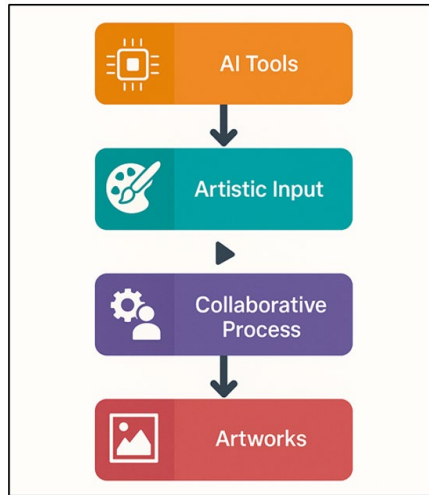 AI Tools
Artistic Input
Collaborative
Process
Artworks